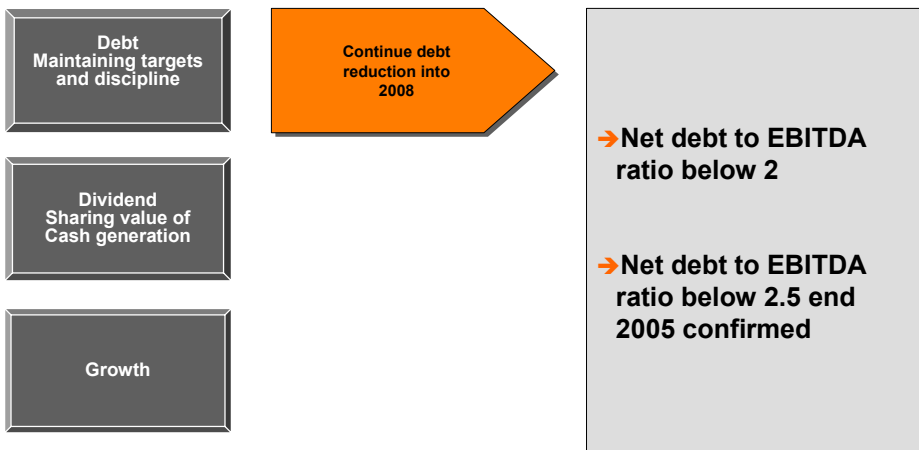 Debt
Maintaining targets
and discipline
Continue debt
reduction into
2008
Dividend
Sharing value of
Cash generation
Growth
➔Net debt to EBITDA
ratio below 2
➔Net debt to EBITDA
ratio below 2.5 end
2005 confirmed